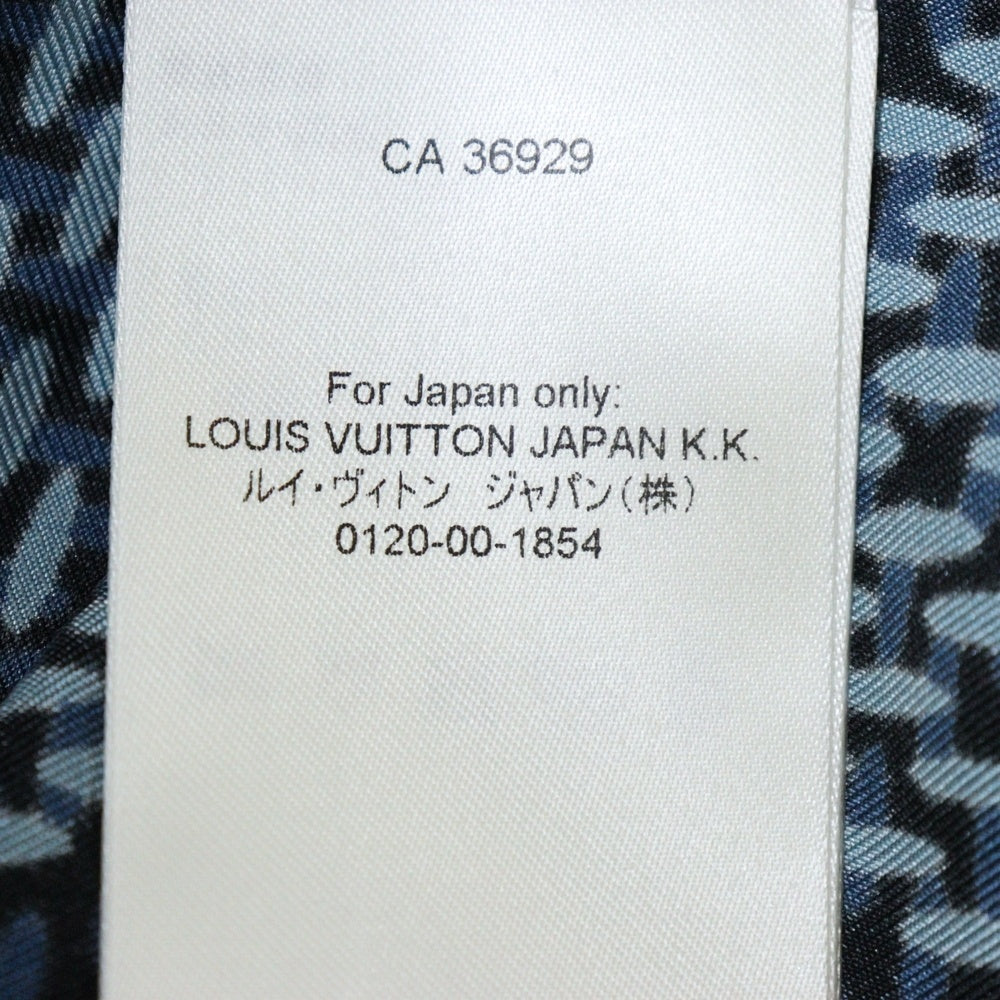 CA 36929
For Japan only:
LOUIS VUITTON JAPAN K.K.
ルイ・ヴィトン ジャパン(株)
0120-00-1854